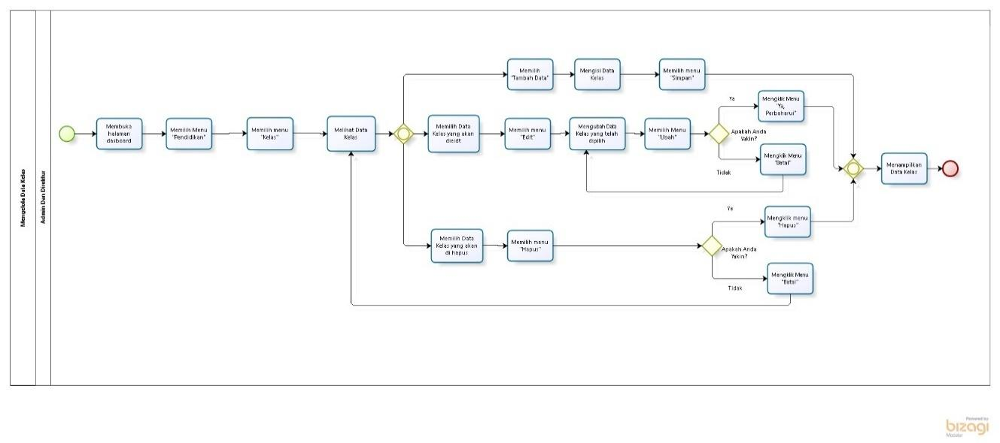 Mengelola Data Kelas
Admin Dan Direktur
Membuka
halaman
dasboard
Memilih Menu
"Pendidikan"
Memilih menu
"Kelas"
Melihat Data
Kelas
Memilih
"Tambah Data"
Mengisi Data
Kelas
Memilih menu
"Simpan"
Memilih Data
Kelas yang akan
dieidt
Memilih menu
"Edit"
Mengubah Data
Kelas yang telah
dipilih
Memilih Menu
"Ubah"
Apakah Anda
Yakin?
Ya
Mengklik Menu
"Ya,
Perbaharui"
Tidak
Mengklik Menu
"Batal"
Memilih Data
Kelas yang akan
di hapus
Memilih menu
"Hapus"
Apakah Anda
Yakin?
Ya
Mengklik menu
"Hapus"
Tidak
Mengklik Menu
"Batal"
Menampilkan
Data Kelas
Powered by
bizagi
Modeler